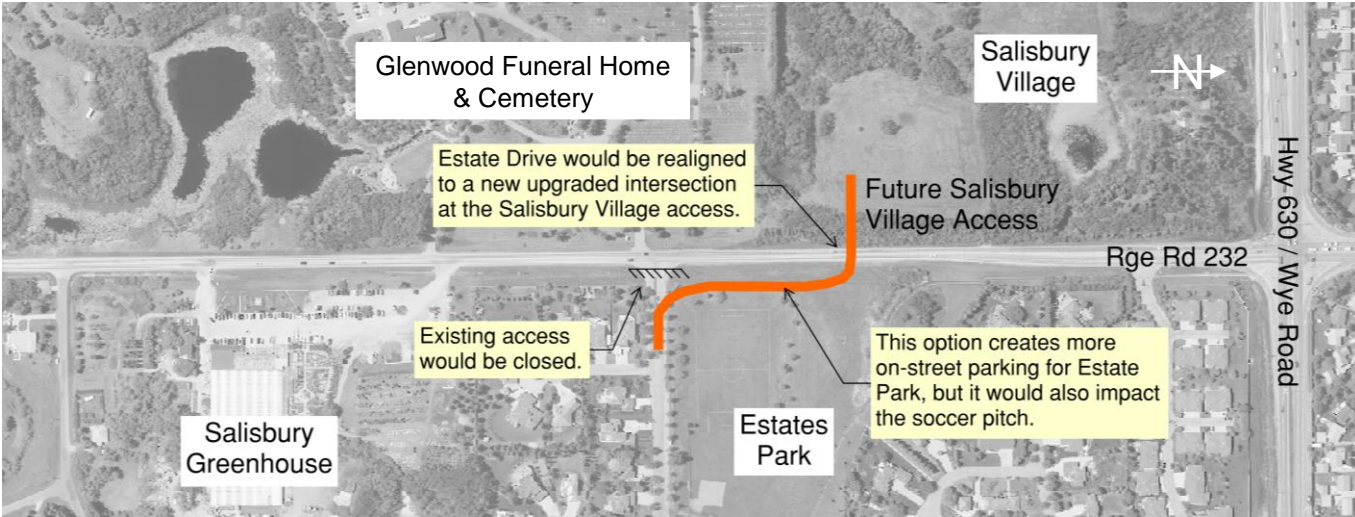 Glenwood Funeral Home
& Cemetery
Salisbury
Village
N
Estate Drive would be realigned
to a new upgraded intersection
at the Salisbury Village access.
Future Salisbury
Village Access
Rge Rd 232
Hwy 630 / Wye Road
Existing access
would be closed.
This option creates more
on-street parking for Estate
Park, but it would also impact
the soccer pitch.
Salisbury
Greenhouse
Estates
Park